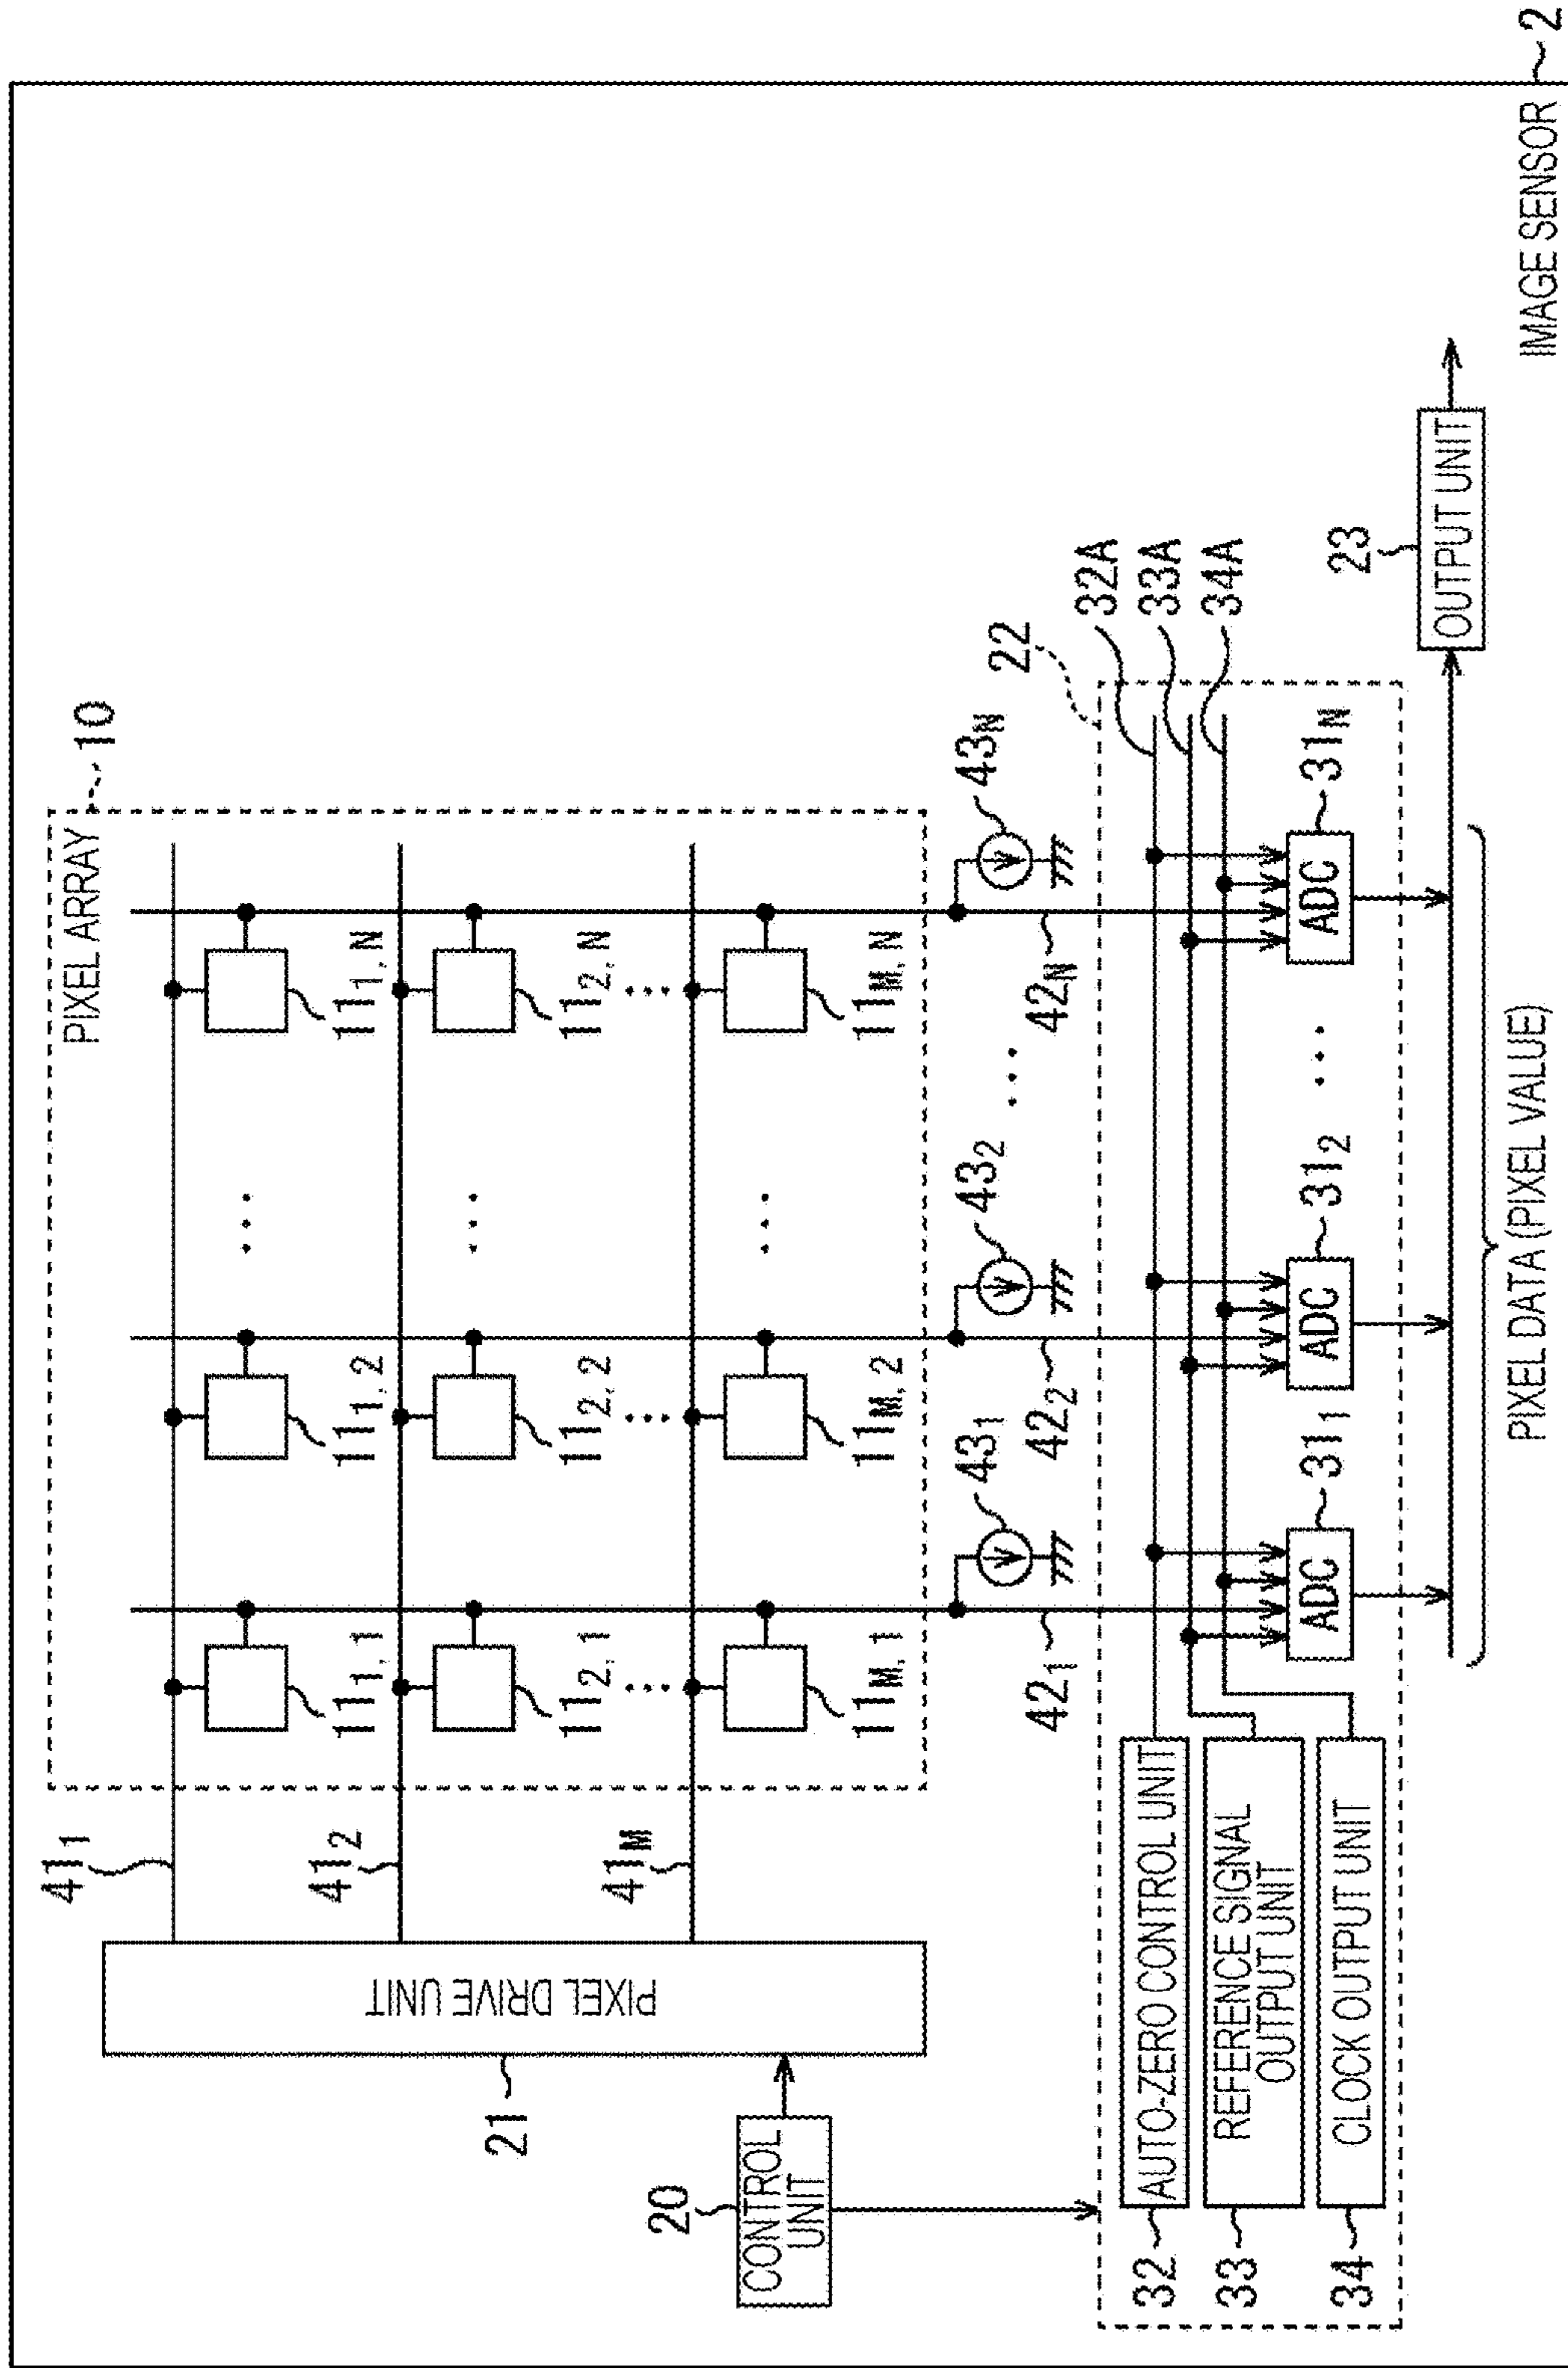 PIXEL ARRAY
10
41₁
11₁,₁
11₁,₂
11₁,N
41₂
11₂,₁
11₂,₂
11₂,N
41M
11M,₁
11M,₂
11M,N
PIXEL DRIVE UNIT
21
20
CONTROL
UNIT
42₁
43₁
42₂
43₂
42N
43N
22
32A
33A
34A
32
AUTO-ZERO CONTROL UNIT
33
REFERENCE SIGNAL
OUTPUT UNIT
34
CLOCK OUTPUT UNIT
ADC
31₁
ADC
31₂
ADC
31N
23
OUTPUT UNIT
PIXEL DATA (PIXEL VALUE)
IMAGE SENSOR
2